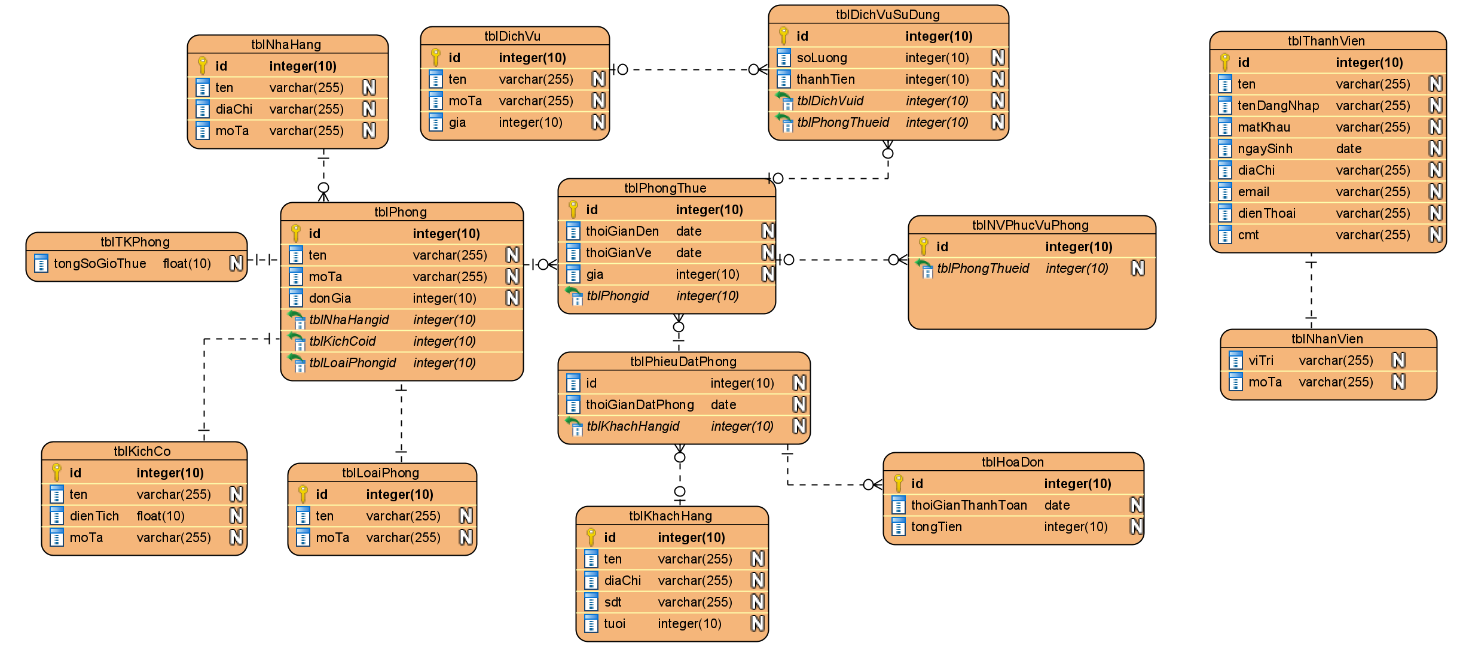 tblNhaHang
id integer(10)
ten varchar(255) N
diaChi varchar(255) N
moTa varchar(255) N
tblDichVu
id integer(10)
ten varchar(255) N
moTa varchar(255) N
gia integer(10) N
tblDichVuSuDung
id integer(10)
soLuong integer(10) N
thanhTien integer(10) N
tblDichVuid integer(10) N
tblPhongThueid integer(10) N
tblThanhVien
id integer(10)
ten varchar(255) N
tenDangNhap varchar(255) N
matKhau varchar(255) N
ngaySinh date N
diaChi varchar(255) N
email varchar(255) N
dienThoai varchar(255) N
cmt varchar(255) N
tblTKPhong
tongSoGioThue float(10) N
tblPhong
id integer(10)
ten varchar(255) N
moTa varchar(255) N
donGia integer(10) N
tblNhaHangid integer(10)
tblKichCoid integer(10)
tblLoaiPhongid integer(10)
tblPhongThue
id integer(10)
thoiGianDen date N
thoiGianVe date N
gia integer(10) N
tblPhongid integer(10)
tblNVPhucVuPhong
id integer(10)
tblPhongThueid integer(10) N
tblNhanVien
viTri varchar(255) N
moTa varchar(255) N
tblPhieuDatPhong
id integer(10) N
thoiGianDatPhong date N
tblKhachHangid integer(10) N
tblKichCo
id integer(10)
ten varchar(255) N
dienTich float(10) N
moTa varchar(255) N
tblLoaiPhong
id integer(10)
ten varchar(255) N
moTa varchar(255) N
tblHoaDon
id integer(10)
thoiGianThanhToan date N
tongTien integer(10) N
tblKhachHang
id integer(10)
ten varchar(255) N
diaChi varchar(255) N
sdt varchar(255) N
tuoi integer(10) N